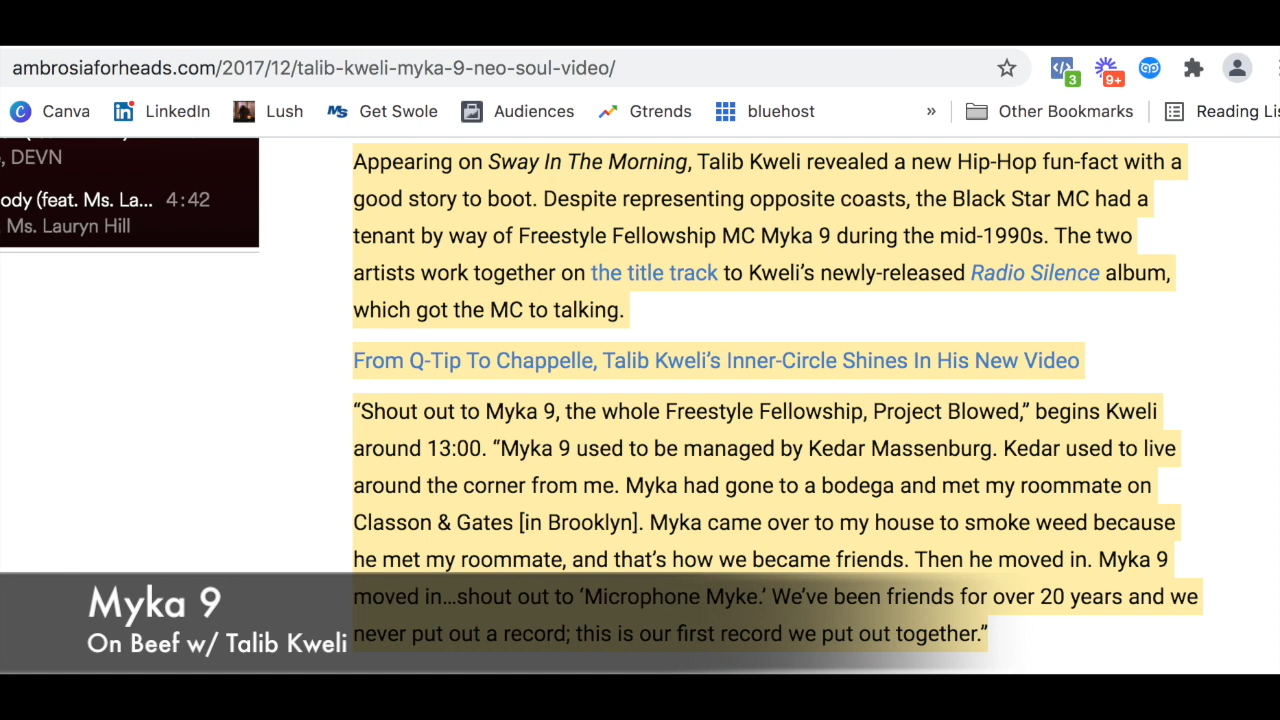 ambrosiaforheads.com/2017/12/talib-kweli-myka-9-neo-soul-video/
3
9+
Canva
LinkedIn
Lush
Get Swole
Audiences
Gtrends
bluehost
»
Other Bookmarks
Reading Lis
, DEVN
ody (feat. Ms. La... 4:42
, Ms. Lauryn Hill
Appearing on Sway In The Morning, Talib Kweli revealed a new Hip-Hop fun-fact with a
good story to boot. Despite representing opposite coasts, the Black Star MC had a
tenant by way of Freestyle Fellowship MC Myka 9 during the mid-1990s. The two
artists work together on the title track to Kweli’s newly-released Radio Silence album,
which got the MC to talking.
From Q-Tip To Chappelle, Talib Kweli’s Inner-Circle Shines In His New Video
“Shout out to Myka 9, the whole Freestyle Fellowship, Project Blowed,” begins Kweli
around 13:00. “Myka 9 used to be managed by Kedar Massenburg. Kedar used to live
around the corner from me. Myka had gone to a bodega and met my roommate on
Classon & Gates [in Brooklyn]. Myka came over to my house to smoke weed because
he met my roommate, and that’s how we became friends. Then he moved in. Myka 9
moved in…shout out to ‘Microphone Myke.’ We’ve been friends for over 20 years and we
never put out a record; this is our first record we put out together.”
Myka 9
On Beef w/ Talib Kweli